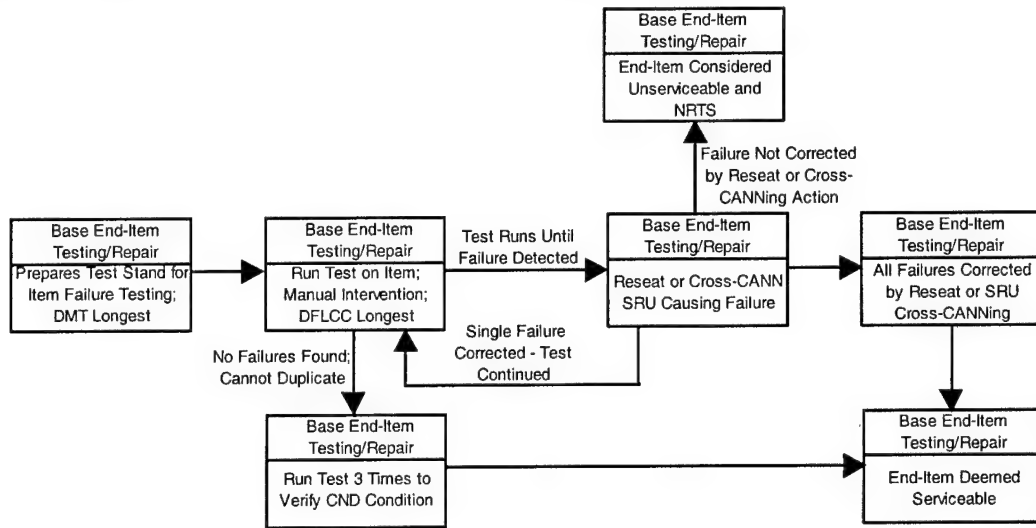 Base End-Item
Testing/Repair
End-Item Considered
Unserviceable and
NRTS
Failure Not Corrected
by Reseat or Cross-
CANNing Action
Base End-Item
Testing/Repair
Prepares Test Stand for
Item Failure Testing;
DMT Longest
Base End-Item
Testing/Repair
Run Test on Item;
Manual Intervention;
DFLCC Longest
Test Runs Until
Failure Detected
Base End-Item
Testing/Repair
Reseat or Cross-CANN
SRU Causing Failure
Base End-Item
Testing/Repair
All Failures Corrected
by Reseat or SRU
Cross-CANNing
Single Failure
Corrected - Test
Continued
No Failures Found;
Cannot Duplicate
Base End-Item
Testing/Repair
Run Test 3 Times to
Verify CND Condition
Base End-Item
Testing/Repair
End-Item Deemed
Serviceable